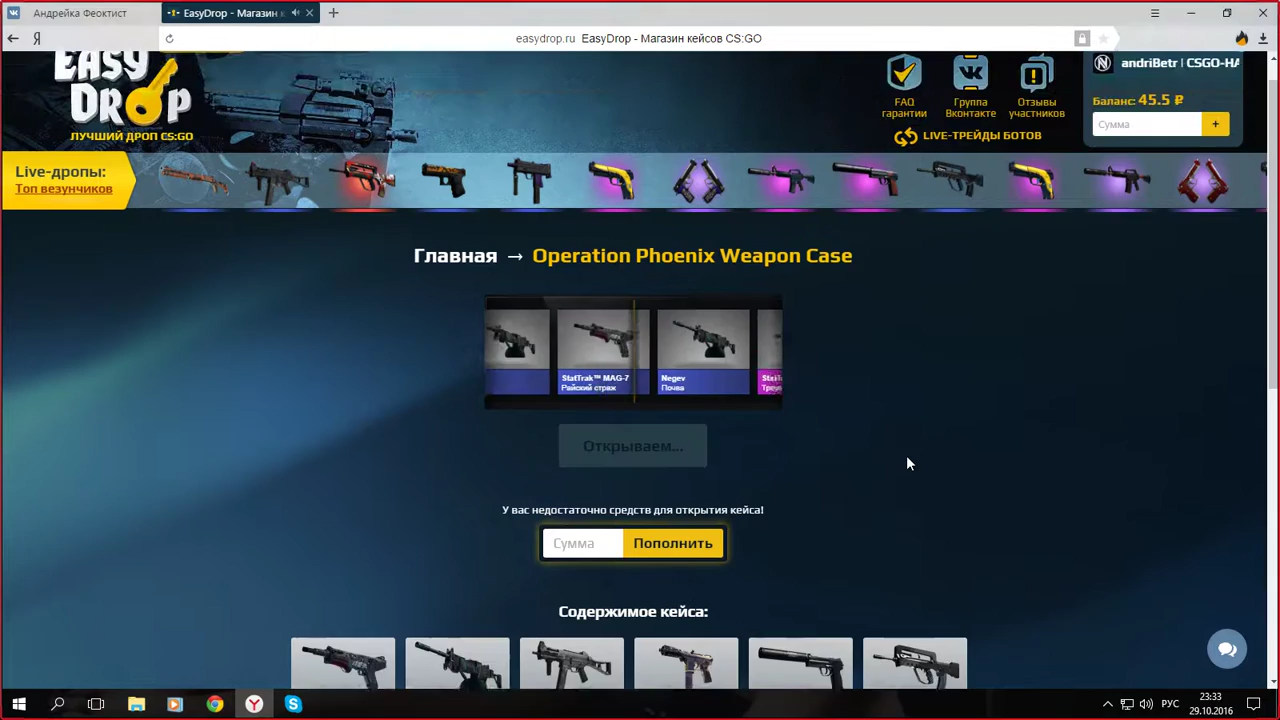 Андрейка Феоктист
EasyDrop - Магазин к
easydrop.ru EasyDrop - Магазин кейсов CS:GO
EASY
DROP
ЛУЧШИЙ ДРОП CS:GO
FAQ
гарантии
Группа
Вконтакте
Отзывы
участников
LIVE-ТРЕЙДЫ БОТОВ
andriBetr | CSGO-HA
Баланс: 45.5 ₽
Сумма
+
Live-дропы:
Топ везунчиков
Главная → Operation Phoenix Weapon Case
StatTrak™ MAG-7
Райский страж
Negev
Почва
Открываем...
У вас недостаточно средств для открытия кейса!
Сумма
Пополнить
Содержимое кейса:
РУС
23:33
29.10.2016